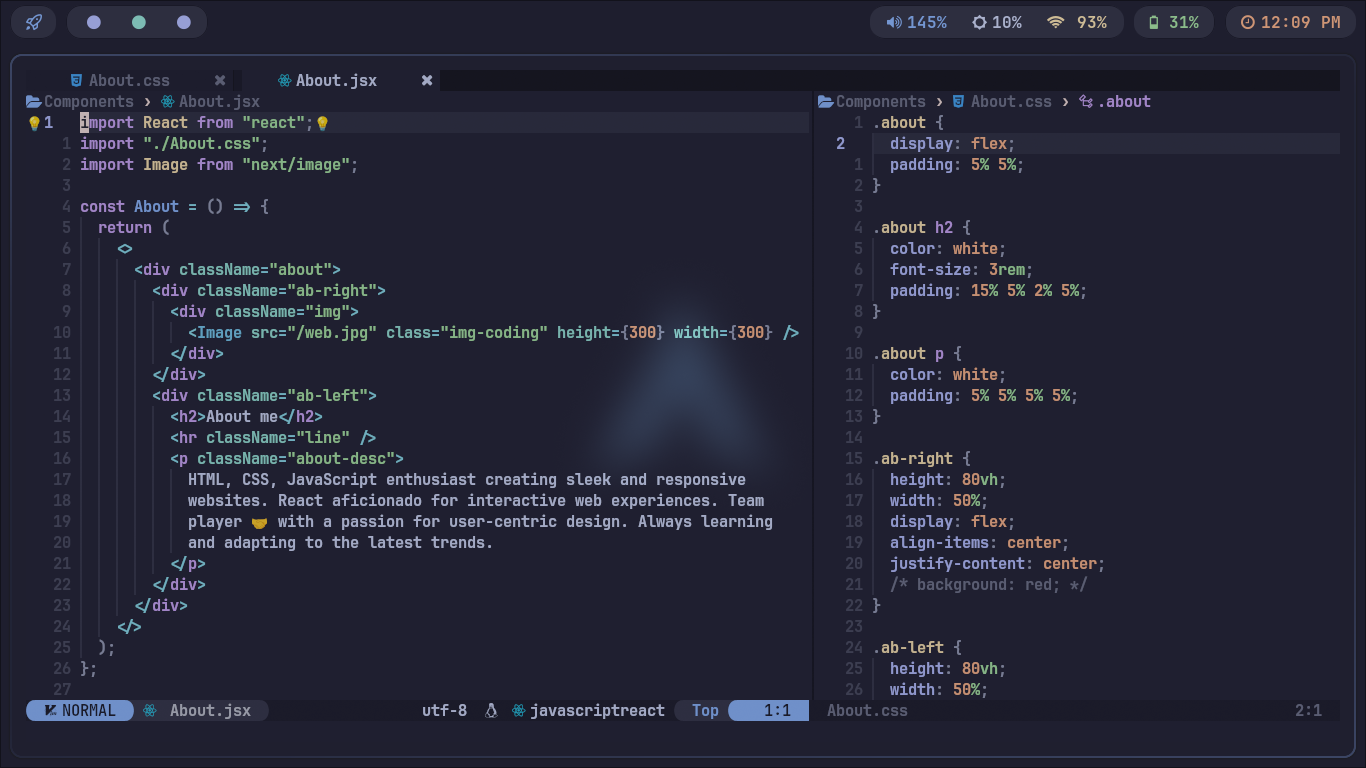 145% 10% 93% 31% 12:09 PM
About.css ✖ About.jsx ✖
Components › About.jsx
1 import React from "react";
1 import "./About.css";
2 import Image from "next/image";
3
4 const About = () => {
5 return (
6 <>
7 <div className="about">
8 <div className="ab-right">
9 <div className="img">
10 <Image src="/web.jpg" class="img-coding" height={300} width={300} />
11 </div>
12 </div>
13 <div className="ab-left">
14 <h2>About me</h2>
15 <hr className="line" />
16 <p className="about-desc">
17 HTML, CSS, JavaScript enthusiast creating sleek and responsive
18 websites. React aficionado for interactive web experiences. Team
19 player 🤝 with a passion for user-centric design. Always learning
20 and adapting to the latest trends.
21 </p>
22 </div>
23 </div>
24 </>
25 );
26 };
27
Components › About.css › .about
1 .about {
2 display: flex;
1 padding: 5% 5%;
2 }
3
4 .about h2 {
5 color: white;
6 font-size: 3rem;
7 padding: 15% 5% 2% 5%;
8 }
9
10 .about p {
11 color: white;
12 padding: 5% 5% 5% 5%;
13 }
14
15 .ab-right {
16 height: 80vh;
17 width: 50%;
18 display: flex;
19 align-items: center;
20 justify-content: center;
21 /* background: red; */
22 }
23
24 .ab-left {
25 height: 80vh;
26 width: 50%;
NORMAL About.jsx utf-8 javascriptreact Top 1:1
About.css 2:1